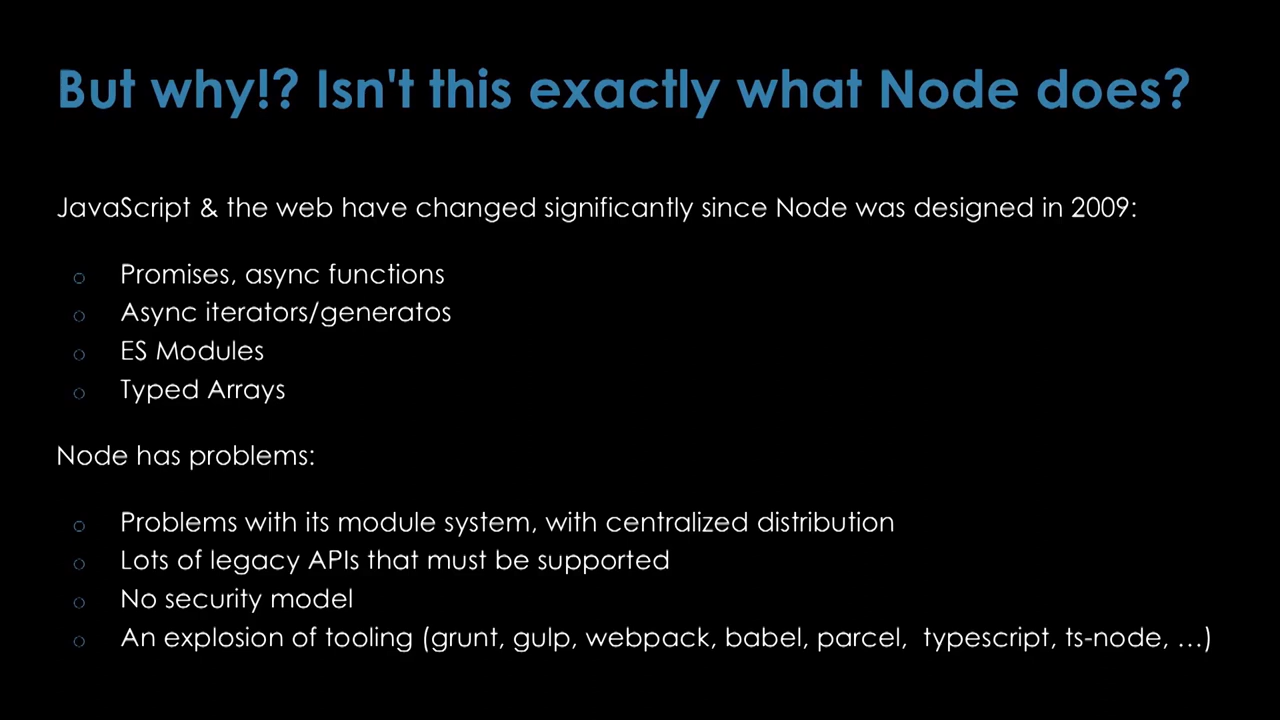 But why!? Isn't this exactly what Node does?
JavaScript & the web have changed significantly since Node was designed in 2009:
Promises, async functions
Async iterators/generatos
ES Modules
Typed Arrays
Node has problems:
Problems with its module system, with centralized distribution
Lots of legacy APIs that must be supported
No security model
An explosion of tooling (grunt, gulp, webpack, babel, parcel, typescript, ts-node, …)